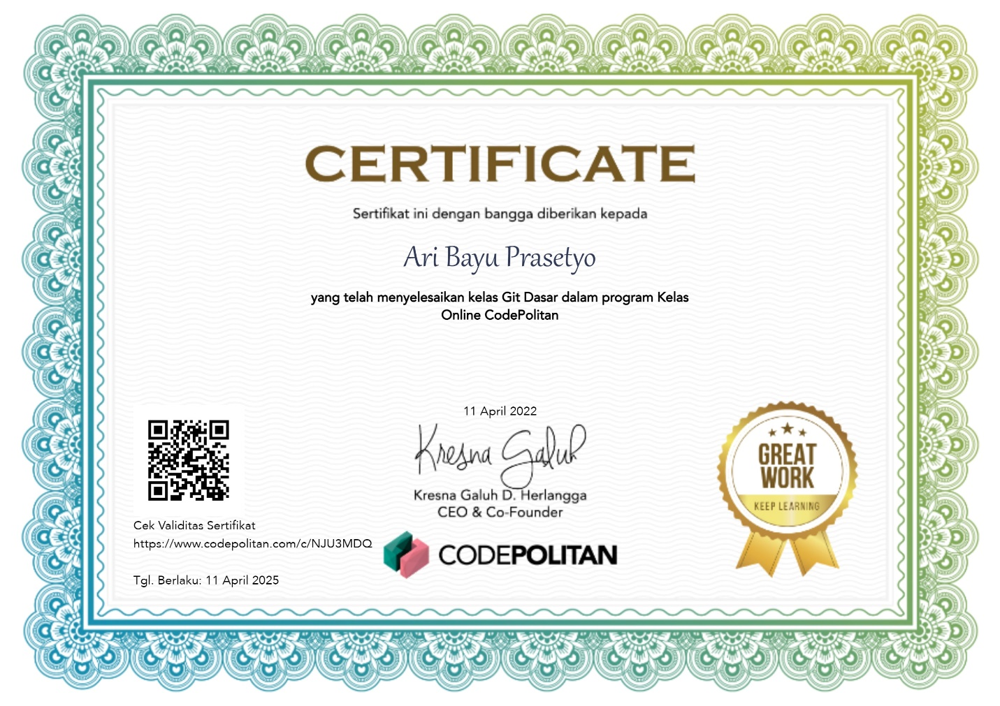 CERTIFICATE
Sertifikat ini dengan bangga diberikan kepada
Ari Bayu Prasetyo
yang telah menyelesaikan kelas Git Dasar dalam program Kelas
Online CodePolitan
11 April 2022
Kresna Galuh
Kresna Galuh D. Herlangga
CEO & Co-Founder
CODEPOLITAN
Cek Validitas Sertifikat
https://www.codepolitan.com/c/NJU3MDQ
Tgl. Berlaku: 11 April 2025
GREAT
WORK
KEEP LEARNING